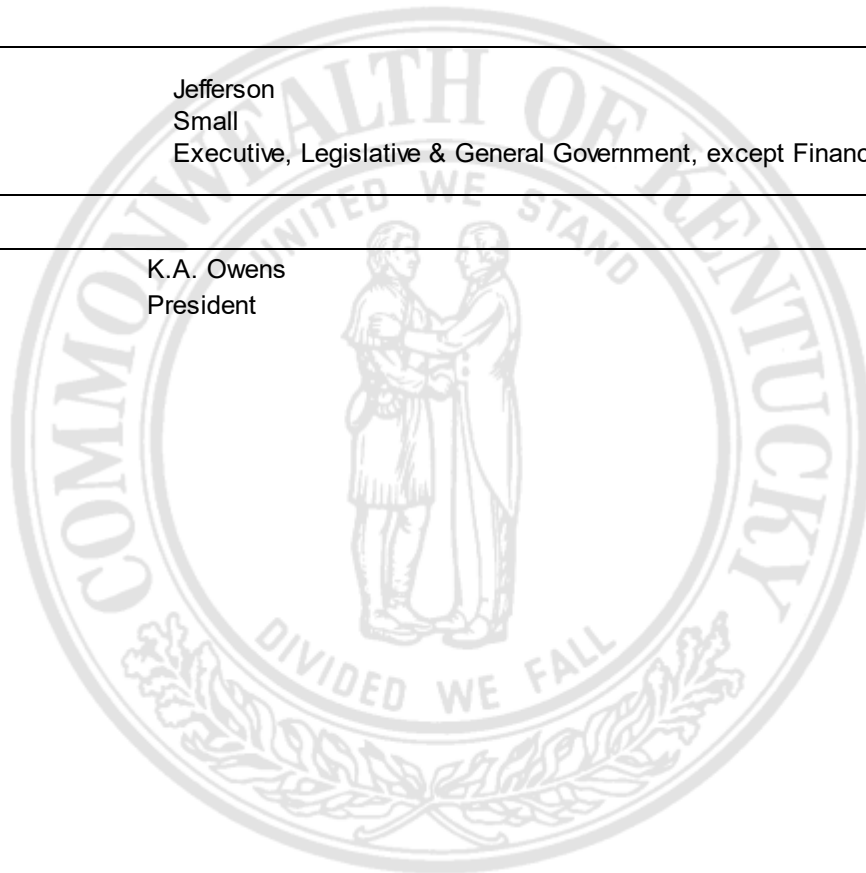 Jefferson
Small
Executive, Legislative & General Government, except Financ
K.A. Owens
President
COMMONWEALTH OF KENTUCKY
UNITED WE STAND
DIVIDED WE FALL